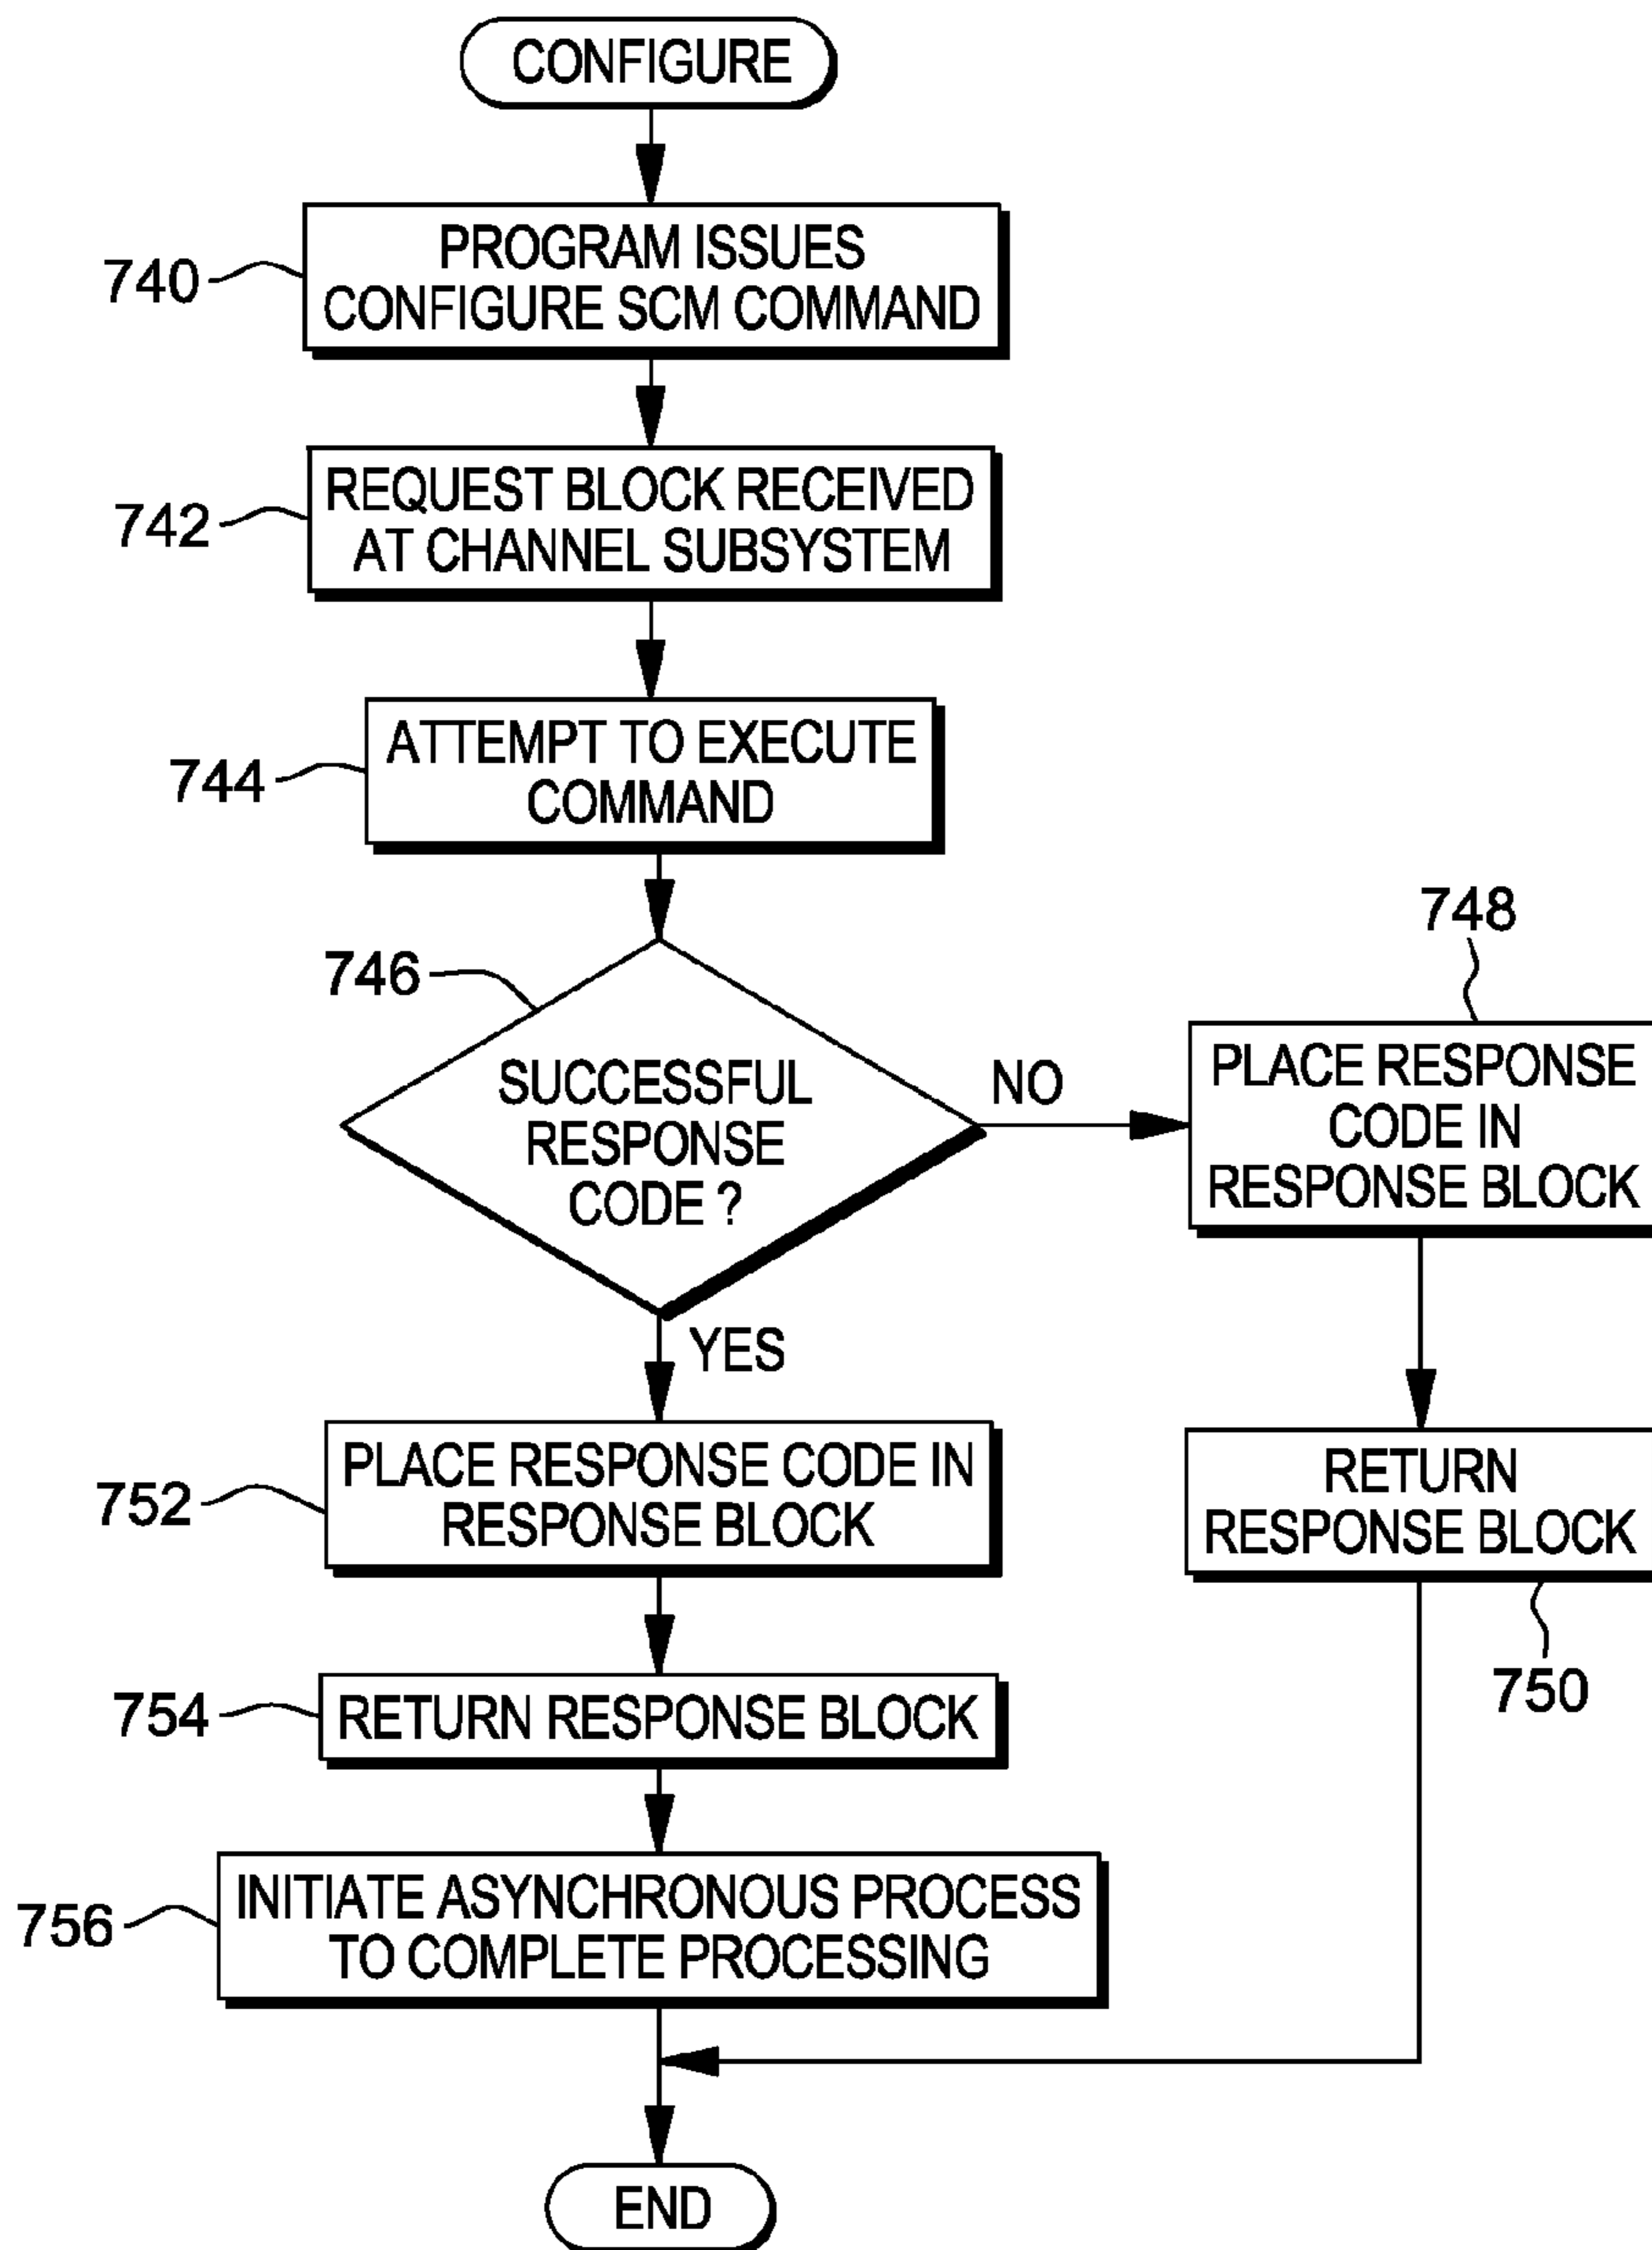 CONFIGURE
740
PROGRAM ISSUES
CONFIGURE SCM COMMAND
742
REQUEST BLOCK RECEIVED
AT CHANNEL SUBSYSTEM
744
ATTEMPT TO EXECUTE
COMMAND
746
SUCCESSFUL
RESPONSE
CODE ?
NO
748
PLACE RESPONSE
CODE IN
RESPONSE BLOCK
RETURN
RESPONSE BLOCK
750
YES
752
PLACE RESPONSE CODE IN
RESPONSE BLOCK
754
RETURN RESPONSE BLOCK
756
INITIATE ASYNCHRONOUS PROCESS
TO COMPLETE PROCESSING
END